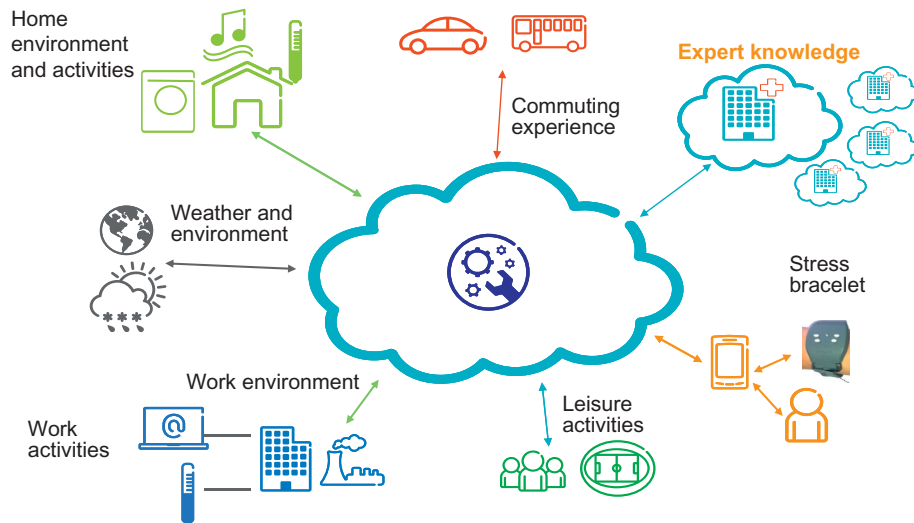 Home
environment
and activities
Commuting
experience
Expert knowledge
Weather and
environment
Stress
bracelet
Work environment
Work
activities
@
Leisure
activities